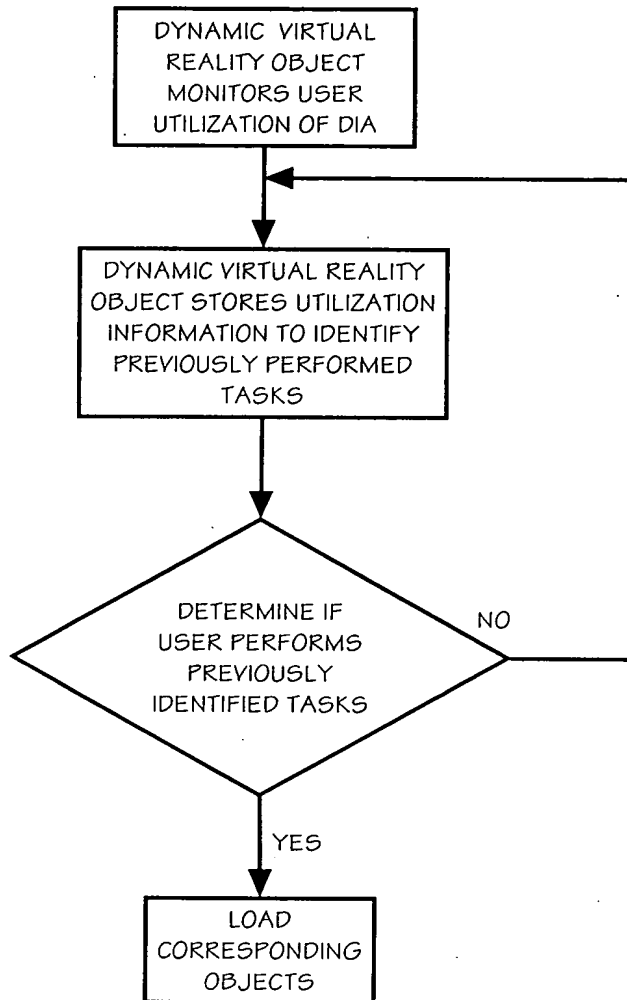 DYNAMIC VIRTUAL
REALITY OBJECT
MONITORS USER
UTILIZATION OF DIA
DYNAMIC VIRTUAL REALITY
OBJECT STORES UTILIZATION
INFORMATION TO IDENTIFY
PREVIOUSLY PERFORMED
TASKS
DETERMINE IF
USER PERFORMS
PREVIOUSLY
IDENTIFIED TASKS
NO
YES
LOAD
CORRESPONDING
OBJECTS